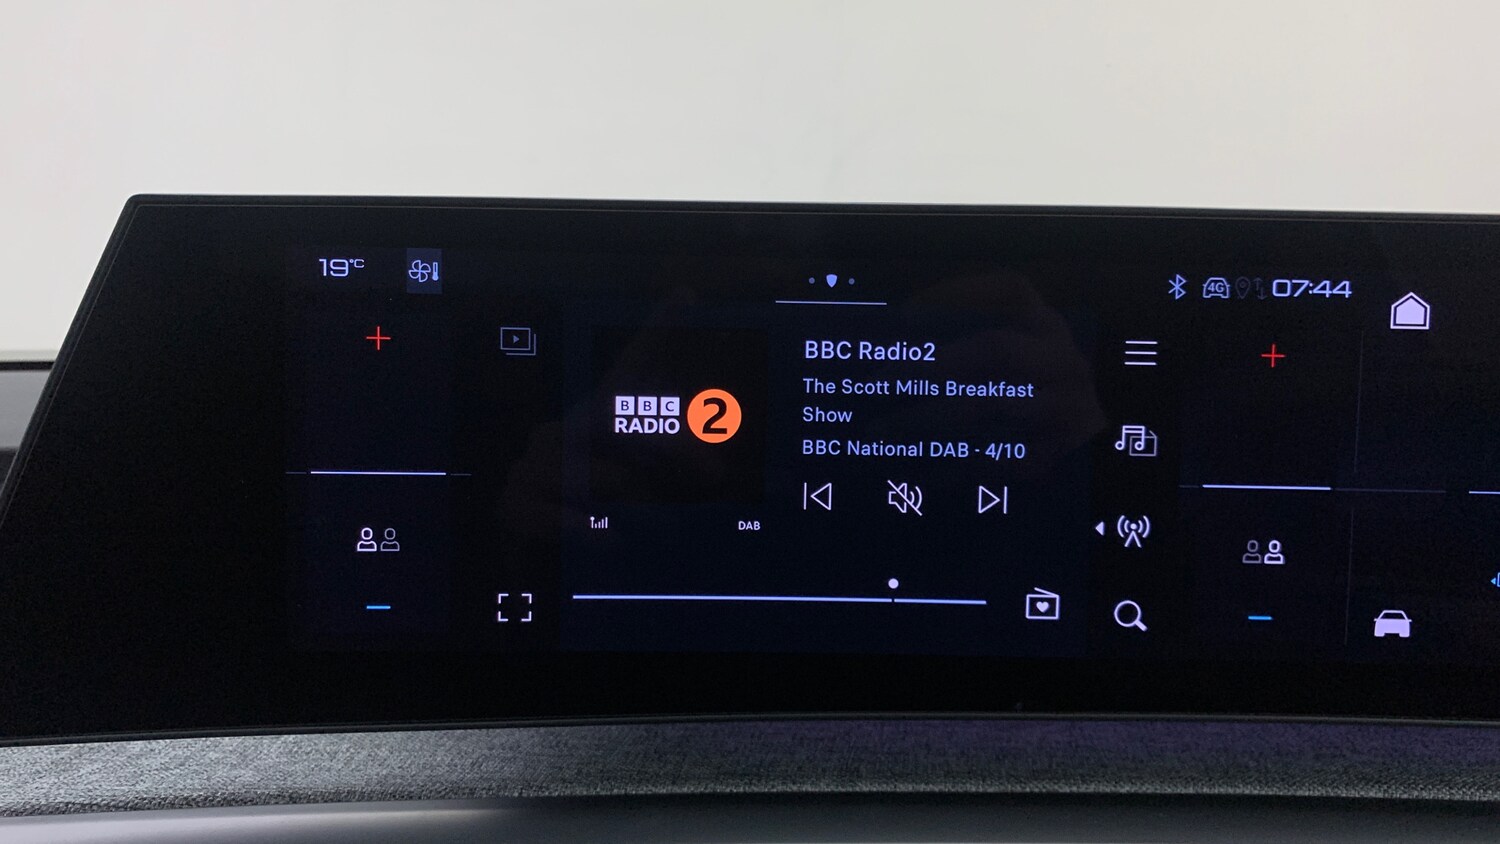 19°C
4G
07:44
BBC Radio2
The Scott Mills Breakfast
Show
BBC National DAB - 4/10
BBC
RADIO 2
DAB